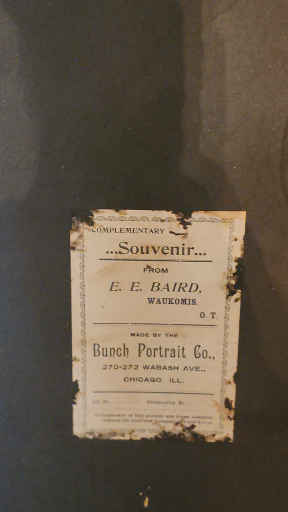 COMPLEMENTARY
...Souvenir...
FROM
E. E. BAIRD,
WAUKOMIS.
O. T.
MADE BY THE
Bunch Portrait Co.,
270-272 WABASH AVE.,
CHICAGO, ILL.